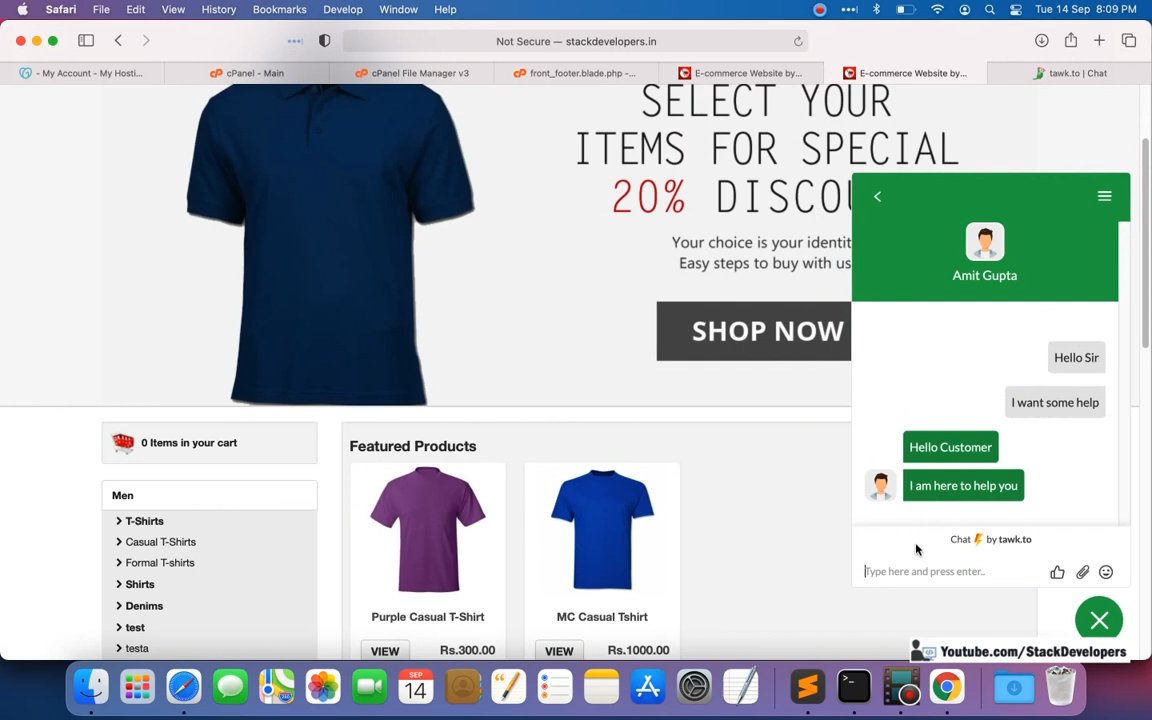 Safari File Edit View History Bookmarks Develop Window Help Tue 14 Sep 8:09 PM
Not Secure — stackdevelopers.in
- My Account - My Hosti...
cPanel - Main
cPanel File Manager v3
front_footer.blade.php -...
E-commerce Website by...
E-commerce Website by...
tawk.to | Chat
SELECT YOUR
ITEMS FOR SPECIAL
20% DISCOU
Your choice is your identit
Easy steps to buy with us
SHOP NOW
Amit Gupta
Hello Sir
I want some help
Hello Customer
I am here to help you
Chat by tawk.to
Type here and press enter..
0 Items in your cart
Men
T-Shirts
Casual T-Shirts
Formal T-shirts
Shirts
Denims
test
testa
Featured Products
Purple Casual T-Shirt
VIEW Rs.300.00
MC Casual Tshirt
VIEW Rs.1000.00
Youtube.com/StackDevelopers
SEP
14